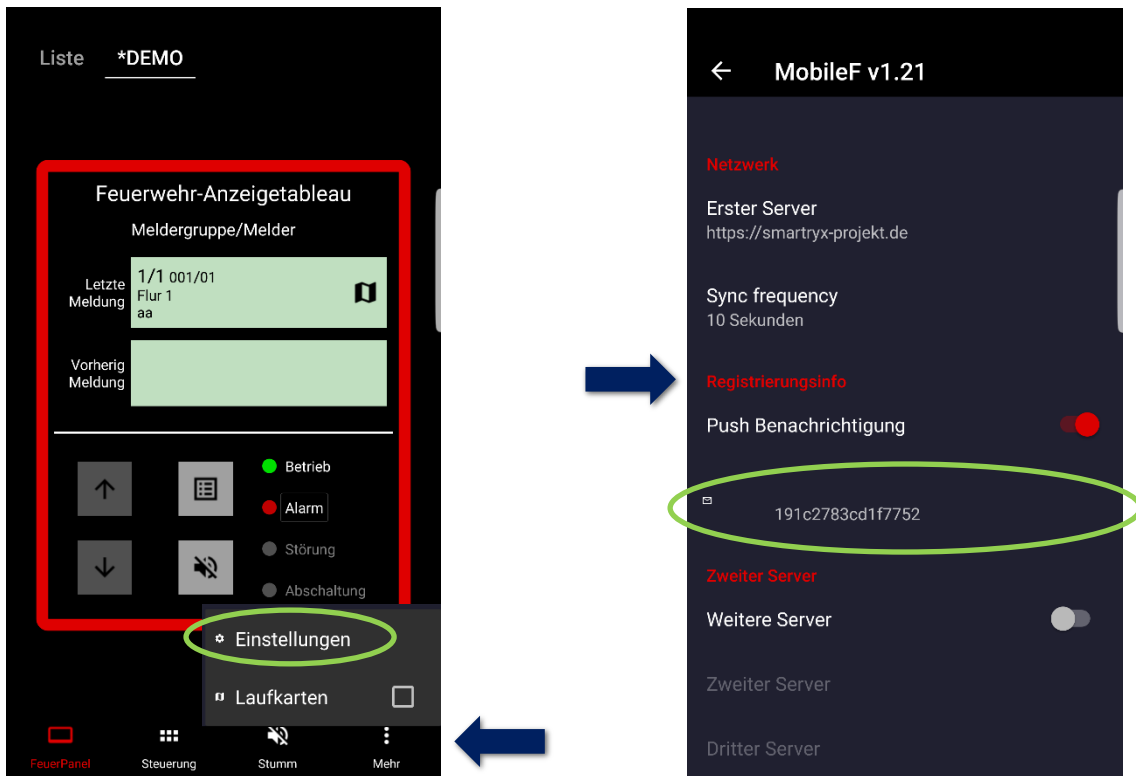 Liste *DEMO
Feuerwehr-Anzeigetableau
Meldergruppe/Melder
Letzte
Meldung
1/1 001/01
Flur 1
aa
Vorherig
Meldung
Betrieb
Alarm
Störung
Abschaltung
Einstellungen
Laufkarten
FeuerPanel Steuerung Stumm Mehr
MobileF v1.21
Netzwerk
Erster Server
https://smartryx-projekt.de
Sync frequency
10 Sekunden
Registrierungsinfo
Push Benachrichtigung
191c2783cd1f7752
Zweiter Server
Weitere Server
Zweiter Server
Dritter Server